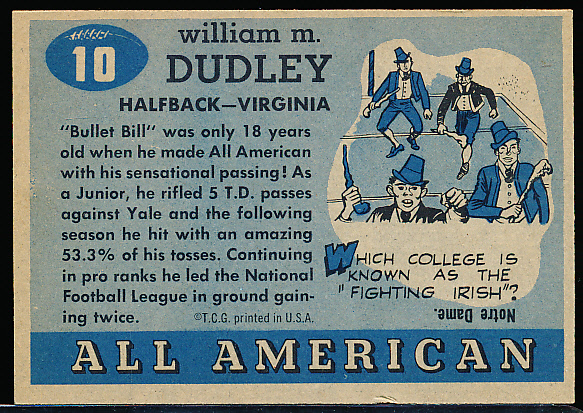 10
william m.
DUDLEY
HALFBACK—VIRGINIA
"Bullet Bill" was only 18 years
old when he made All American
with his sensational passing! As
a Junior, he rifled 5 T.D. passes
against Yale and the following
season he hit with an amazing
53.3% of his tosses. Continuing
in pro ranks he led the National
Football League in ground gain-
ing twice.
©T.C.G. printed in U.S.A.
WHICH COLLEGE IS
KNOWN AS THE
"FIGHTING IRISH"?
Notre Dame.
ALL AMERICAN